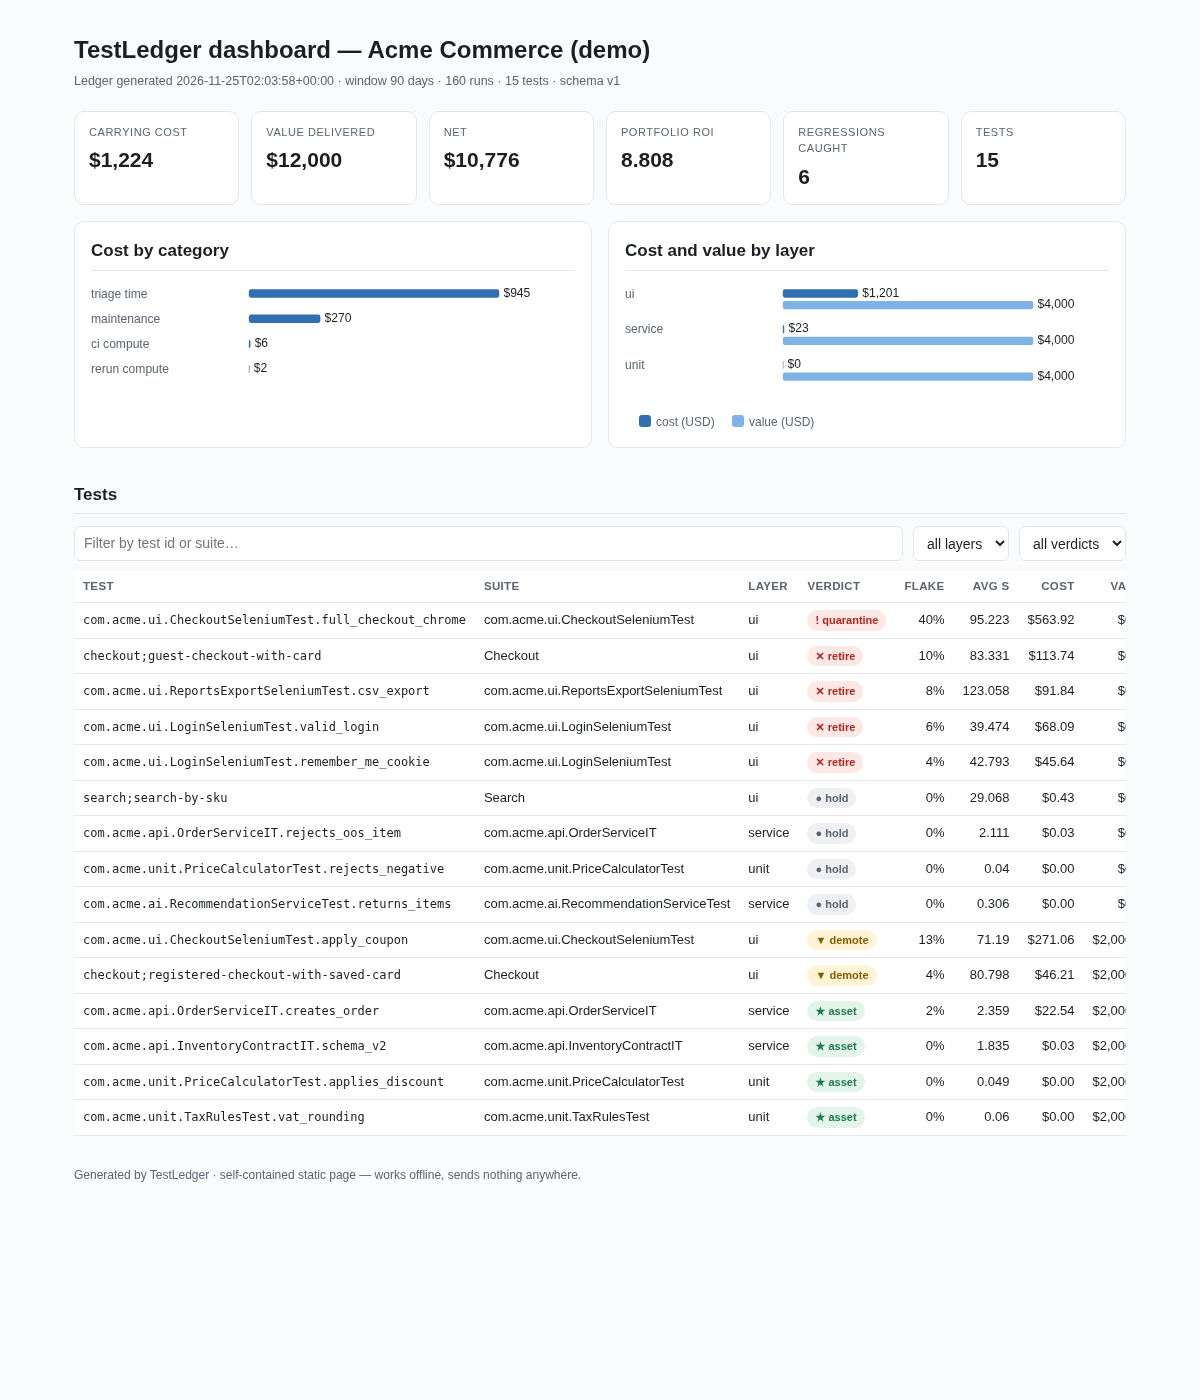 TestLedger dashboard — Acme Commerce (demo)
Ledger generated 2026-11-25T02:03:58+00:00 · window 90 days · 160 runs · 15 tests · schema v1
CARRYING COST
$1,224
VALUE DELIVERED
$12,000
NET
$10,776
PORTFOLIO ROI
8.808
REGRESSIONS
CAUGHT
6
TESTS
15
Cost by category
triage time $945
maintenance $270
ci compute $6
rerun compute $2
Cost and value by layer
ui $1,201
$4,000
service $23
$4,000
unit $0
$4,000
cost (USD) value (USD)
Tests
Filter by test id or suite… all layers all verdicts
TEST SUITE LAYER VERDICT FLAKE AVG S COST
com.acme.ui.CheckoutSeleniumTest.full_checkout_chrome com.acme.ui.CheckoutSeleniumTest ui ! quarantine 40% 95.223 $563.92
checkout;guest-checkout-with-card Checkout ui ✕ retire 10% 83.331 $113.74
com.acme.ui.ReportsExportSeleniumTest.csv_export com.acme.ui.ReportsExportSeleniumTest ui ✕ retire 8% 123.058 $91.84
com.acme.ui.LoginSeleniumTest.valid_login com.acme.ui.LoginSeleniumTest ui ✕ retire 6% 39.474 $68.09
com.acme.ui.LoginSeleniumTest.remember_me_cookie com.acme.ui.LoginSeleniumTest ui ✕ retire 4% 42.793 $45.64
search;search-by-sku Search ui ● hold 0% 29.068 $0.43
com.acme.api.OrderServiceIT.rejects_oos_item com.acme.api.OrderServiceIT service ● hold 0% 2.111 $0.03
com.acme.unit.PriceCalculatorTest.rejects_negative com.acme.unit.PriceCalculatorTest unit ● hold 0% 0.04 $0.00
com.acme.ai.RecommendationServiceTest.returns_items com.acme.ai.RecommendationServiceTest service ● hold 0% 0.306 $0.00
com.acme.ui.CheckoutSeleniumTest.apply_coupon com.acme.ui.CheckoutSeleniumTest ui ▼ demote 13% 71.19 $271.06
checkout;registered-checkout-with-saved-card Checkout ui ▼ demote 4% 80.798 $46.21
com.acme.api.OrderServiceIT.creates_order com.acme.api.OrderServiceIT service ★ asset 2% 2.359 $22.54
com.acme.api.InventoryContractIT.schema_v2 com.acme.api.InventoryContractIT service ★ asset 0% 1.835 $0.03
com.acme.unit.PriceCalculatorTest.applies_discount com.acme.unit.PriceCalculatorTest unit ★ asset 0% 0.049 $0.00
com.acme.unit.TaxRulesTest.vat_rounding com.acme.unit.TaxRulesTest unit ★ asset 0% 0.06 $0.00
Generated by TestLedger · self-contained static page — works offline, sends nothing anywhere.